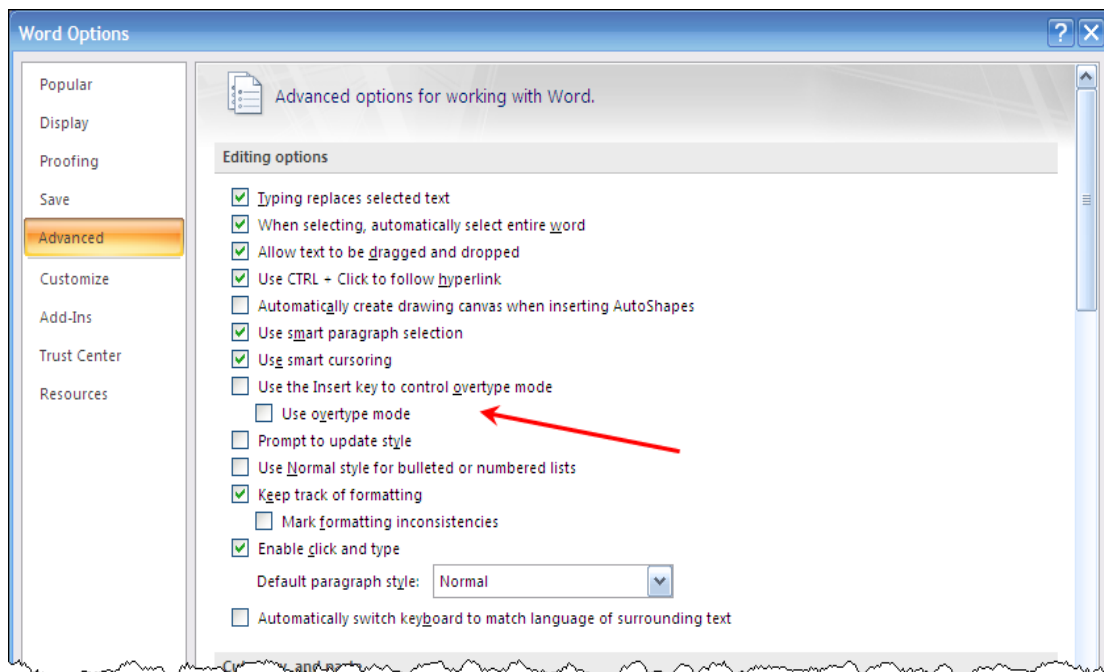 Word Options
Popular
Display
Proofing
Save
Advanced
Customize
Add-Ins
Trust Center
Resources
Advanced options for working with Word.
Editing options
Typing replaces selected text
When selecting, automatically select entire word
Allow text to be dragged and dropped
Use CTRL + Click to follow hyperlink
Automatically create drawing canvas when inserting AutoShapes
Use smart paragraph selection
Use smart cursoring
Use the Insert key to control overtype mode
Use overtype mode
Prompt to update style
Use Normal style for bulleted or numbered lists
Keep track of formatting
Mark formatting inconsistencies
Enable click and type
Default paragraph style: Normal
Automatically switch keyboard to match language of surrounding text